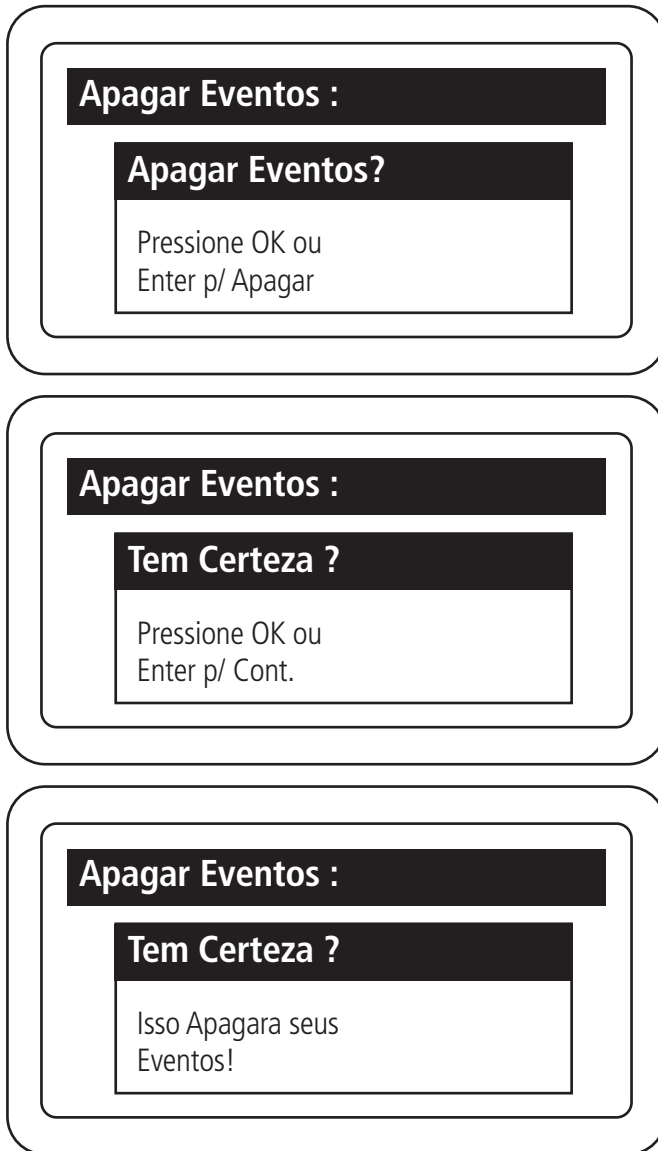 Apagar Eventos :
Apagar Eventos?
Pressione OK ou
Enter p/ Apagar
Apagar Eventos :
Tem Certeza ?
Pressione OK ou
Enter p/ Cont.
Apagar Eventos :
Tem Certeza ?
Isso Apagara seus
Eventos!